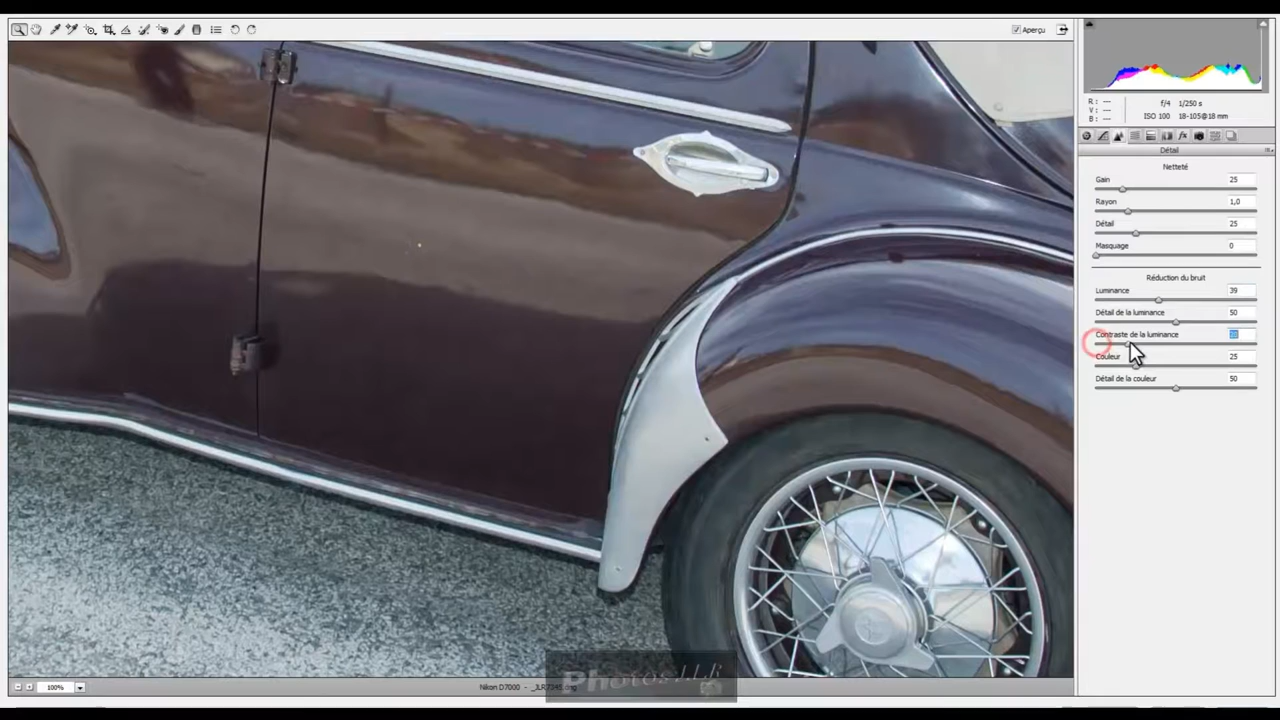 Aperçu
R : ---
V : ---
B : ---
f/4 1/250 s
ISO 100 18-105@18 mm
Détail
Netteté
Gain 25
Rayon 1,0
Détail 25
Masquage 0
Réduction du bruit
Luminance 39
Détail de la luminance 50
Contraste de la luminance
Couleur 25
Détail de la couleur 50
Photos J.L.R
100%
Nikon D7000 -